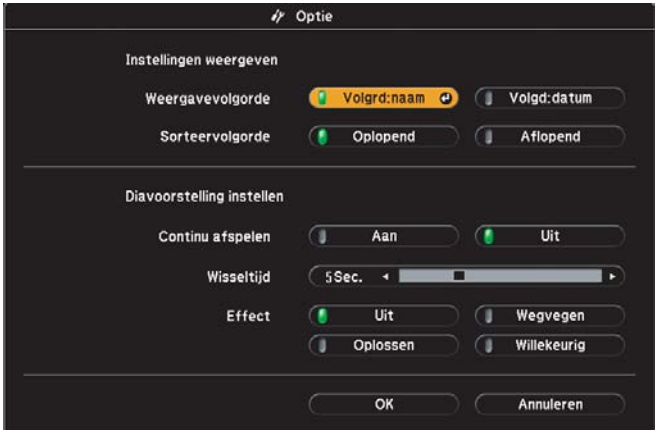 Optie
Instellingen weergeven
Weergavevolgorde Volgrd:naam Volgd:datum
Sorteervolgorde Oplopend Aflopend
Diavoorstelling instellen
Continu afspelen Aan Uit
Wisseltijd 5Sec.
Effect Uit Wegvegen
Oplossen Willekeurig
OK Annuleren